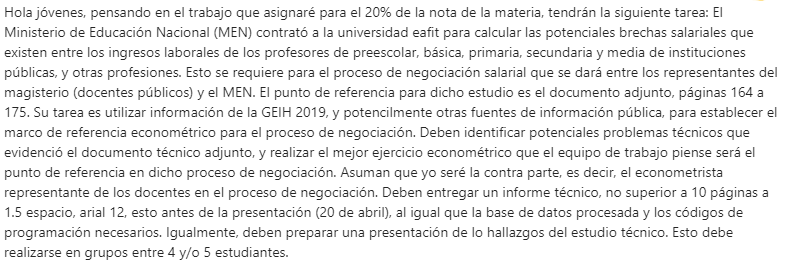 Hola jóvenes, pensando en el trabajo que asignaré para el 20% de la nota de la materia, tendrán la siguiente tarea: El
Ministerio de Educación Nacional (MEN) contrató a la universidad eafit para calcular las potenciales brechas salariales que
existen entre los ingresos laborales de los profesores de preescolar, básica, primaria, secundaria y media de instituciones
públicas, y otras profesiones. Esto se requiere para el proceso de negociación salarial que se dará entre los representantes del
magisterio (docentes públicos) y el MEN. El punto de referencia para dicho estudio es el documento adjunto, páginas 164 a
175. Su tarea es utilizar información de la GEIH 2019, y potencilmente otras fuentes de información pública, para establecer el
marco de referencia econométrico para el proceso de negociación. Deben identificar potenciales problemas técnicos que
evidenció el documento técnico adjunto, y realizar el mejor ejercicio econométrico que el equipo de trabajo piense será el
punto de referencia en dicho proceso de negociación. Asuman que yo seré la contra parte, es decir, el econometrista
representante de los docentes en el proceso de negociación. Deben entregar un informe técnico, no superior a 10 páginas a
1.5 espacio, arial 12, esto antes de la presentación (20 de abril), al igual que la base de datos procesada y los códigos de
programación necesarios. Igualmente, deben preparar una presentación de lo hallazgos del estudio técnico. Esto debe
realizarse en grupos entre 4 y/o 5 estudiantes.